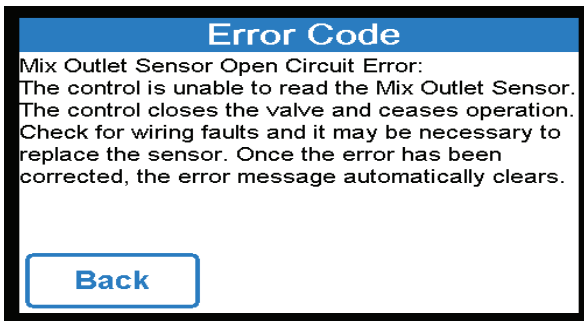 Error Code
Mix Outlet Sensor Open Circuit Error:
The control is unable to read the Mix Outlet Sensor.
The control closes the valve and ceases operation.
Check for wiring faults and it may be necessary to
replace the sensor. Once the error has been
corrected, the error message automatically clears.
Back